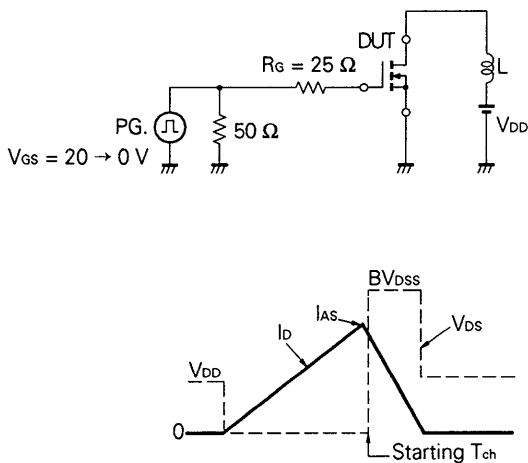 DUT
RG = 25 Ω
L
PG.
50 Ω
VDD
VGS = 20 → 0 V
BVDSS
IAS
ID
VDS
VDD
0
Starting Tch